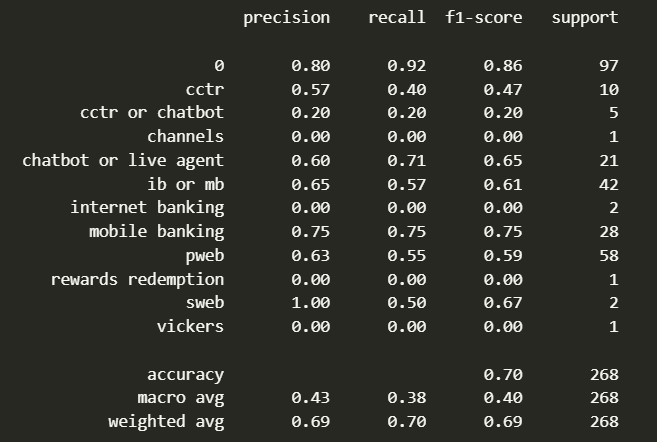 precision recall f1-score support
0 0.80 0.92 0.86 97
cctr 0.57 0.40 0.47 10
cctr or chatbot 0.20 0.20 0.20 5
channels 0.00 0.00 0.00 1
chatbot or live agent 0.60 0.71 0.65 21
ib or mb 0.65 0.57 0.61 42
internet banking 0.00 0.00 0.00 2
mobile banking 0.75 0.75 0.75 28
pweb 0.63 0.55 0.59 58
rewards redemption 0.00 0.00 0.00 1
sweb 1.00 0.50 0.67 2
vickers 0.00 0.00 0.00 1
accuracy 0.70 268
macro avg 0.43 0.38 0.40 268
weighted avg 0.69 0.70 0.69 268